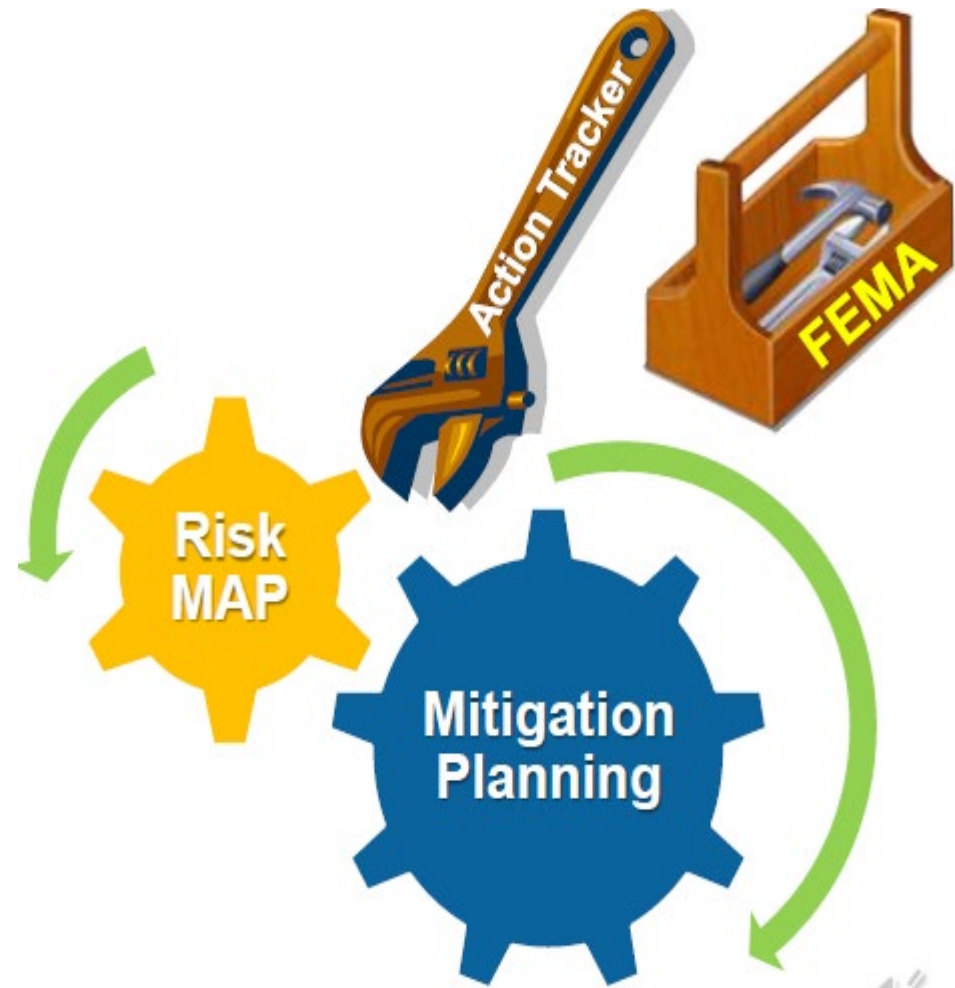 Action Tracker
FEMA
Risk
MAP
Mitigation
Planning